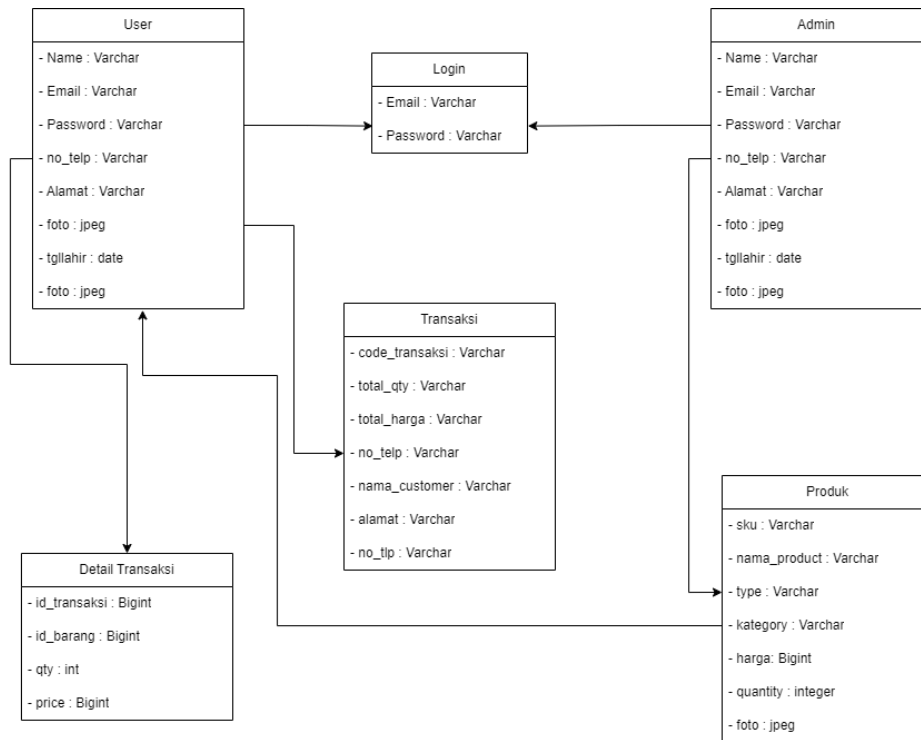 User
- Name : Varchar
- Email : Varchar
- Password : Varchar
- no_telp : Varchar
- Alamat : Varchar
- foto : jpeg
- tgllahir : date
- foto : jpeg
Login
- Email : Varchar
- Password : Varchar
Admin
- Name : Varchar
- Email : Varchar
- Password : Varchar
- no_telp : Varchar
- Alamat : Varchar
- foto : jpeg
- tgllahir : date
- foto : jpeg
Transaksi
- code_transaksi : Varchar
- total_qty : Varchar
- total_harga : Varchar
- no_telp : Varchar
- nama_customer : Varchar
- alamat : Varchar
- no_tlp : Varchar
Detail Transaksi
- id_transaksi : Bigint
- id_barang : Bigint
- qty : int
- price : Bigint
Produk
- sku : Varchar
- nama_product : Varchar
- type : Varchar
- kategory : Varchar
- harga: Bigint
- quantity : integer
- foto : jpeg